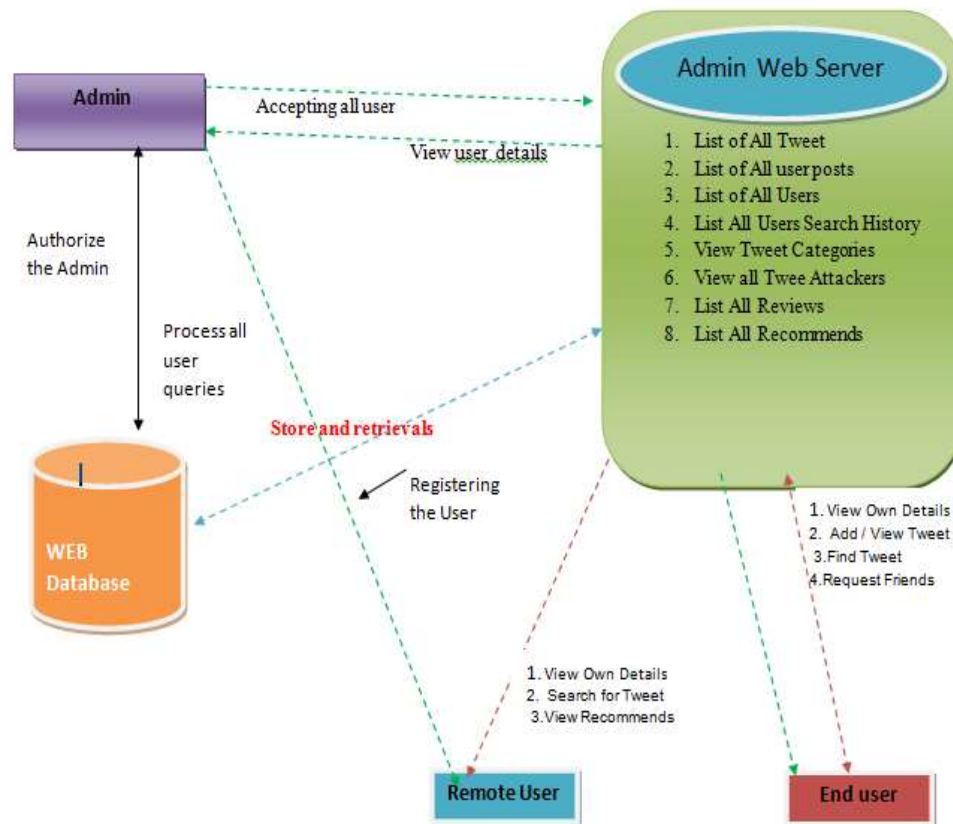 Admin Web Server
Admin
Accepting all user
View user details
1. List of All Tweet
2. List of All userposts
3. List of All Users
4. List All Users Search History
5. View Tweet Categories
6. View all Twee Attackers
7. List All Reviews
8. List All Recommends
Authorize
the Admin
Process all
user
queries
Store and retrievals
Registering
the User
WEB
Database
1. View Own Details
2. Add / View Tweet
3.Find Tweet
4.Request Friends
1. View Own Details
2. Search for Tweet
3.View Recommends
Remote User
End user